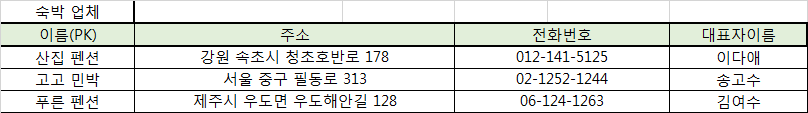 숙박 업체
이름(PK) 주소 전화번호 대표자이름
산집 펜션 강원 속초시 청초호반로 178 012-141-5125 이다애
고고 민박 서울 중구 필동로 313 02-1252-1244 송고수
푸른 펜션 제주시 우도면 우도해안길 128 06-124-1263 김여수